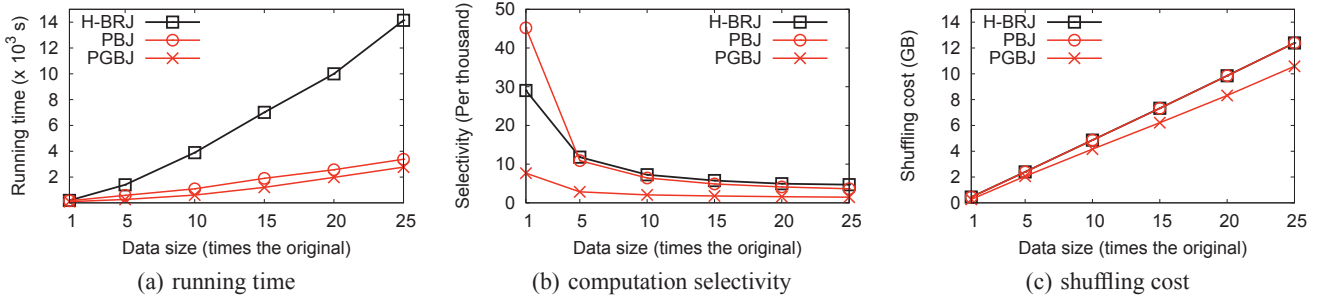 14
12
10
8
6
4
2
Running time (x 10³ s)
H-BRJ
PBJ
PGBJ
1 5 10 15 20 25
Data size (times the original)
(a) running time
50
40
30
20
10
0
Selectivity (Per thousand)
H-BRJ
PBJ
PGBJ
1 5 10 15 20 25
Data size (times the original)
(b) computation selectivity
14
12
10
8
6
4
2
0
Shuffling cost (GB)
H-BRJ
PBJ
PGBJ
1 5 10 15 20 25
Data size (times the original)
(c) shuffling cost